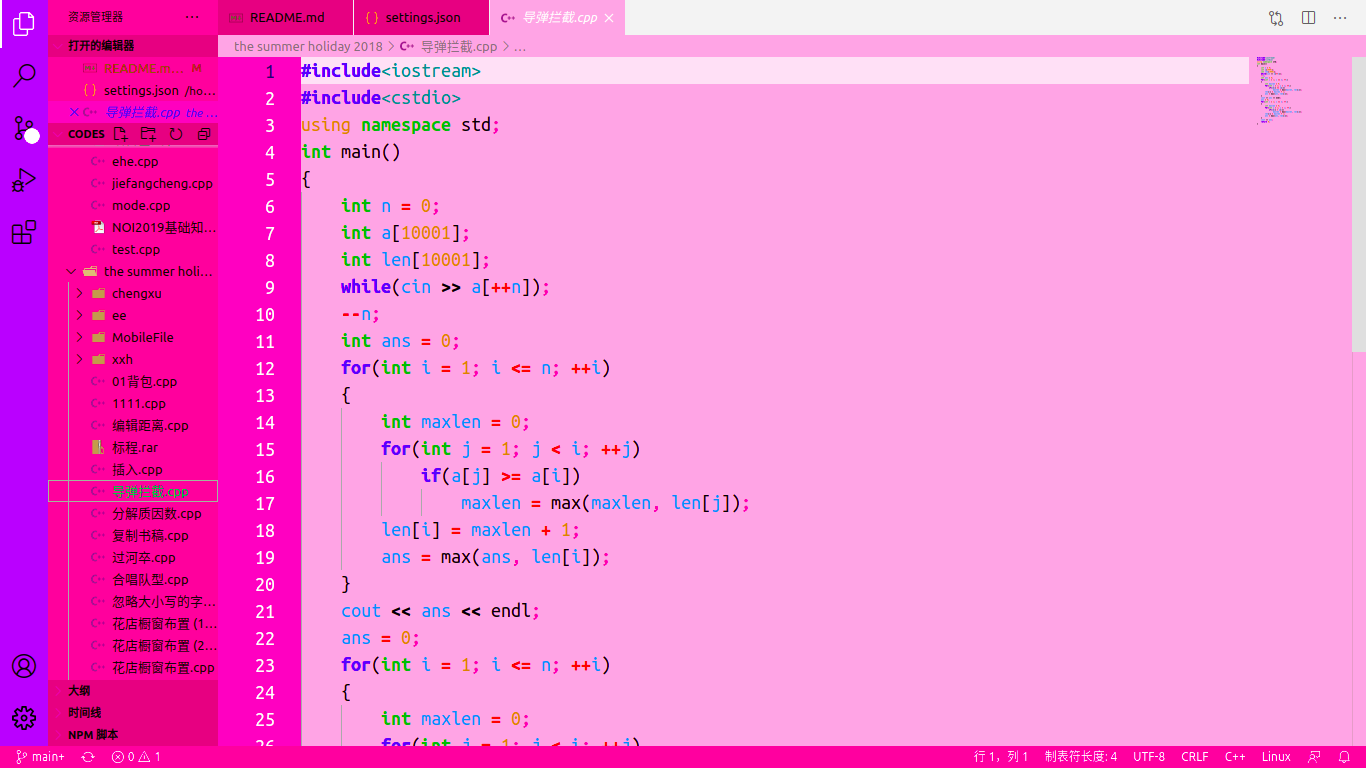 资源管理器 ···
README.md
settings.json
导弹拦截.cpp
打开的编辑器
README.m... M
settings.json /ho...
导弹拦截.cpp the ...
the summer holiday 2018 > 导弹拦截.cpp > ...
CODES
ehe.cpp
jiefangcheng.cpp
mode.cpp
NOI2019基础知...
test.cpp
the summer holi...
chengxu
ee
MobileFile
xxh
01背包.cpp
1111.cpp
编辑距离.cpp
标程.rar
插入.cpp
导弹拦截.cpp
分解质因数.cpp
复制书稿.cpp
过河卒.cpp
合唱队型.cpp
忽略大小写的字...
花店橱窗布置 (1...
花店橱窗布置 (2...
花店橱窗布置.cpp
大纲
时间线
NPM 脚本
1 #include<iostream>
2 #include<cstdio>
3 using namespace std;
4 int main()
5 {
6 int n = 0;
7 int a[10001];
8 int len[10001];
9 while(cin >> a[++n]);
10 --n;
11 int ans = 0;
12 for(int i = 1; i <= n; ++i)
13 {
14 int maxlen = 0;
15 for(int j = 1; j < i; ++j)
16 if(a[j] >= a[i])
17 maxlen = max(maxlen, len[j]);
18 len[i] = maxlen + 1;
19 ans = max(ans, len[i]);
20 }
21 cout << ans << endl;
22 ans = 0;
23 for(int i = 1; i <= n; ++i)
24 {
25 int maxlen = 0;
26 for(int j = 1; j < i; ++j)
main+ 0 1 行 1，列 1 制表符长度: 4 UTF-8 CRLF C++ Linux